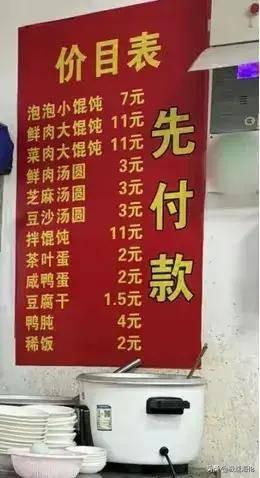 价目表
泡泡小馄饨 7元
鲜肉大馄饨 11元
菜肉大馄饨 11元
鲜肉汤圆 3元
芝麻汤圆 3元
豆沙汤圆 3元
拌馄饨 11元
茶叶蛋 2元
咸鸭蛋 2元
豆腐干 1.5元
鸭肫 4元
稀饭 2元
先付款